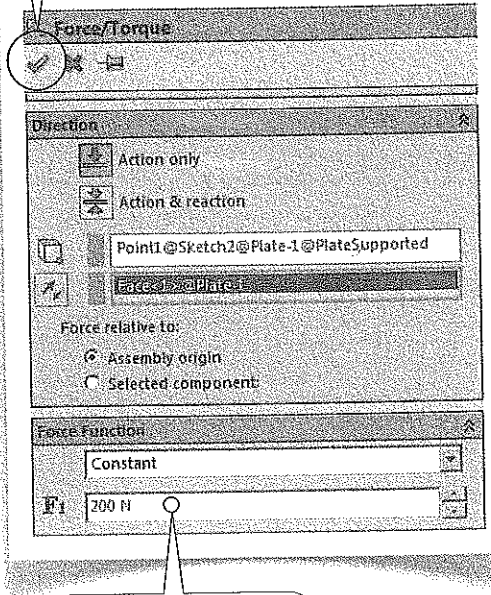 Force/Torque
Direction
Action only
Action & reaction
Point1@Sketch2@Plate-1@PlateSupported
Face<1>@Plate-1
Force relative to:
Assembly origin
Selected component:
Force Function
Constant
F1 200 N